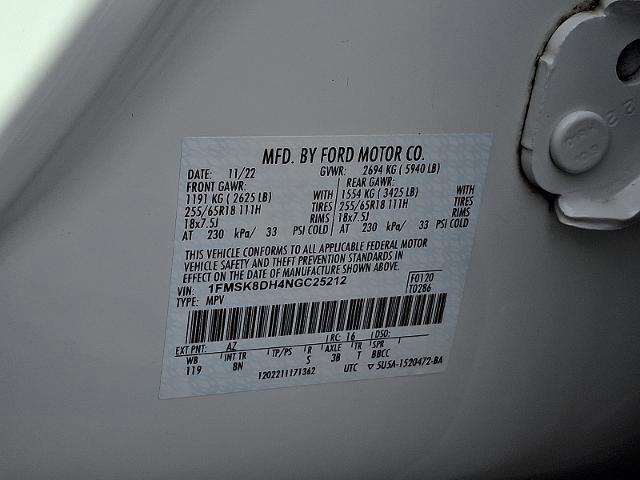 MFD. BY FORD MOTOR CO.
DATE: 11/22 GVWR: 2694 KG ( 5940 LB)
FRONT GAWR: REAR GAWR:
1191 KG ( 2625 LB) WITH 1554 KG ( 3425 LB) WITH
255/65R18 111H TIRES 255/65R18 111H TIRES
18x7.5J RIMS 18x7.5J RIMS
AT 230 kPa/ 33 PSI COLD AT 230 kPa/ 33 PSI COLD
THIS VEHICLE CONFORMS TO ALL APPLICABLE FEDERAL MOTOR
VEHICLE SAFETY AND THEFT PREVENTION STANDARDS IN
EFFECT ON THE DATE OF MANUFACTURE SHOWN ABOVE.
VIN: 1FMSK8DH4NGC25212 F0120
TYPE: MPV T0286
EXT PNT: AZ RC: 16 DSO:
WB INT TR TP/PS R AXLE TR SPR
119 8N S 3B T BBCC
1202211171362 UTC ▽ 5U5A-1520472-BA